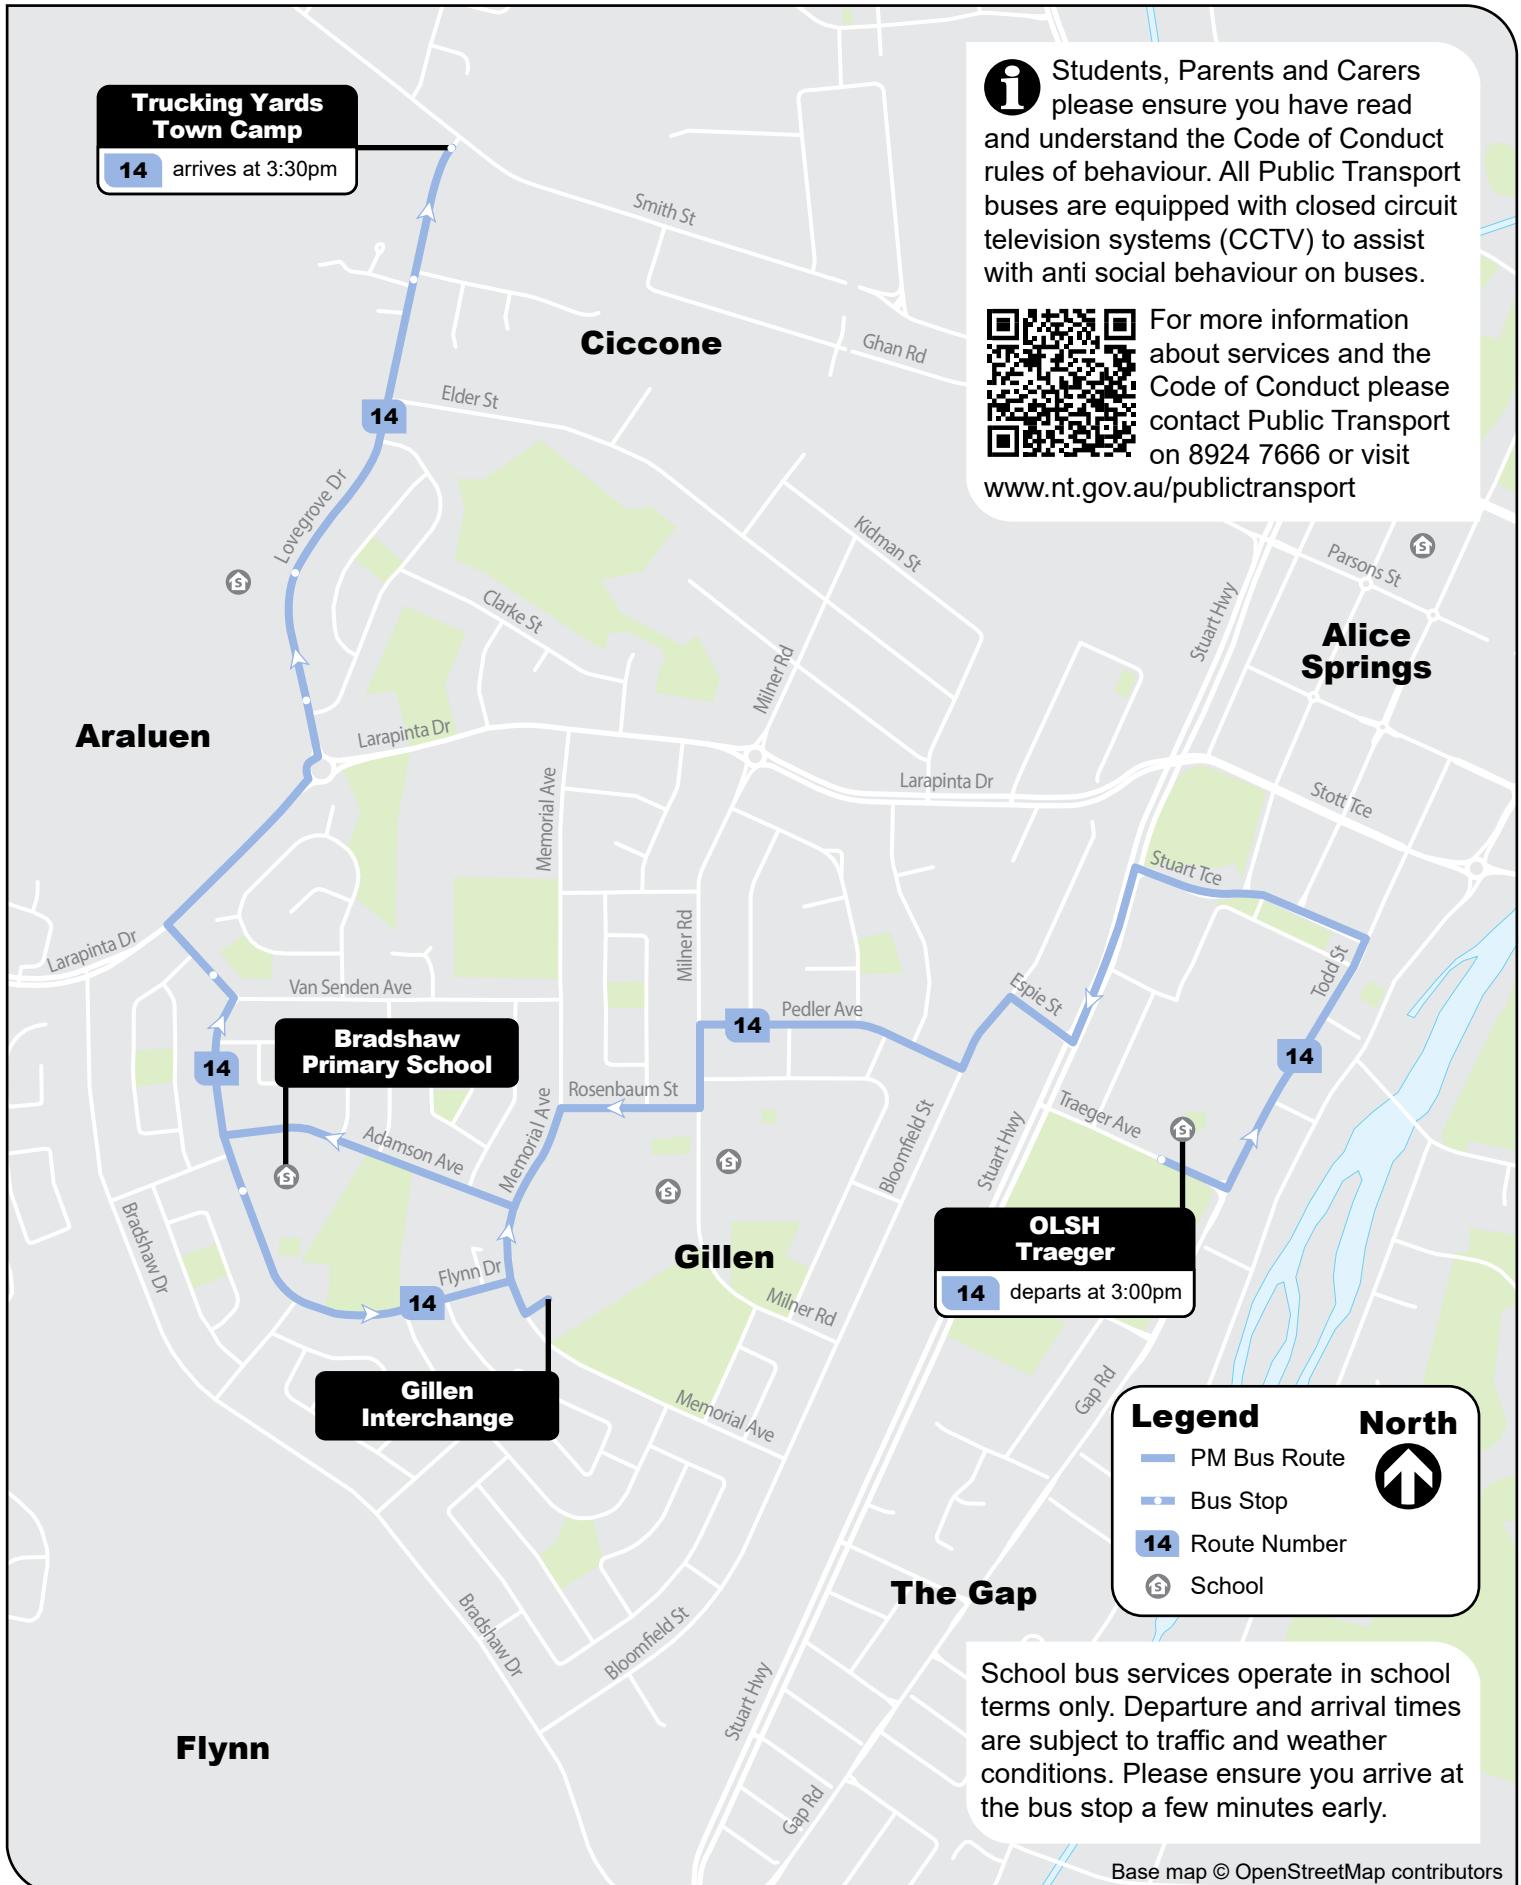 Trucking Yards
Town Camp
14 arrives at 3:30pm
Students, Parents and Carers
please ensure you have read
and understand the Code of Conduct
rules of behaviour. All Public Transport
buses are equipped with closed circuit
television systems (CCTV) to assist
with anti social behaviour on buses.
For more information
about services and the
Code of Conduct please
contact Public Transport
on 8924 7666 or visit
www.nt.gov.au/publictransport
Smith St
Ciccone
Ghan Rd
Elder St
14
Lovegrove Dr
Kidman St
Parsons St
Clarke St
Stuart Hwy
Alice
Springs
Milner Rd
Araluen
Larapinta Dr
Larapinta Dr
Memorial Ave
Stott Tce
Stuart Tce
Milner Rd
Larapinta Dr
Todd St
Van Senden Ave
Espie St
Pedler Ave
14
Bradshaw
Primary School
14
14
Rosenbaum St
Traeger Ave
Memorial Ave
Adamson Ave
Bloomfield St
Stuart Hwy
Bradshaw Dr
OLSH
Traeger
14 departs at 3:00pm
Gillen
Flynn Dr
14
Milner Rd
Gillen
Interchange
Memorial Ave
Gap Rd
Legend
North
PM Bus Route
Bus Stop
14 Route Number
School
The Gap
Bradshaw Dr
Bloomfield St
Stuart Hwy
Gap Rd
Flynn
School bus services operate in school
terms only. Departure and arrival times
are subject to traffic and weather
conditions. Please ensure you arrive at
the bus stop a few minutes early.
Base map © OpenStreetMap contributors